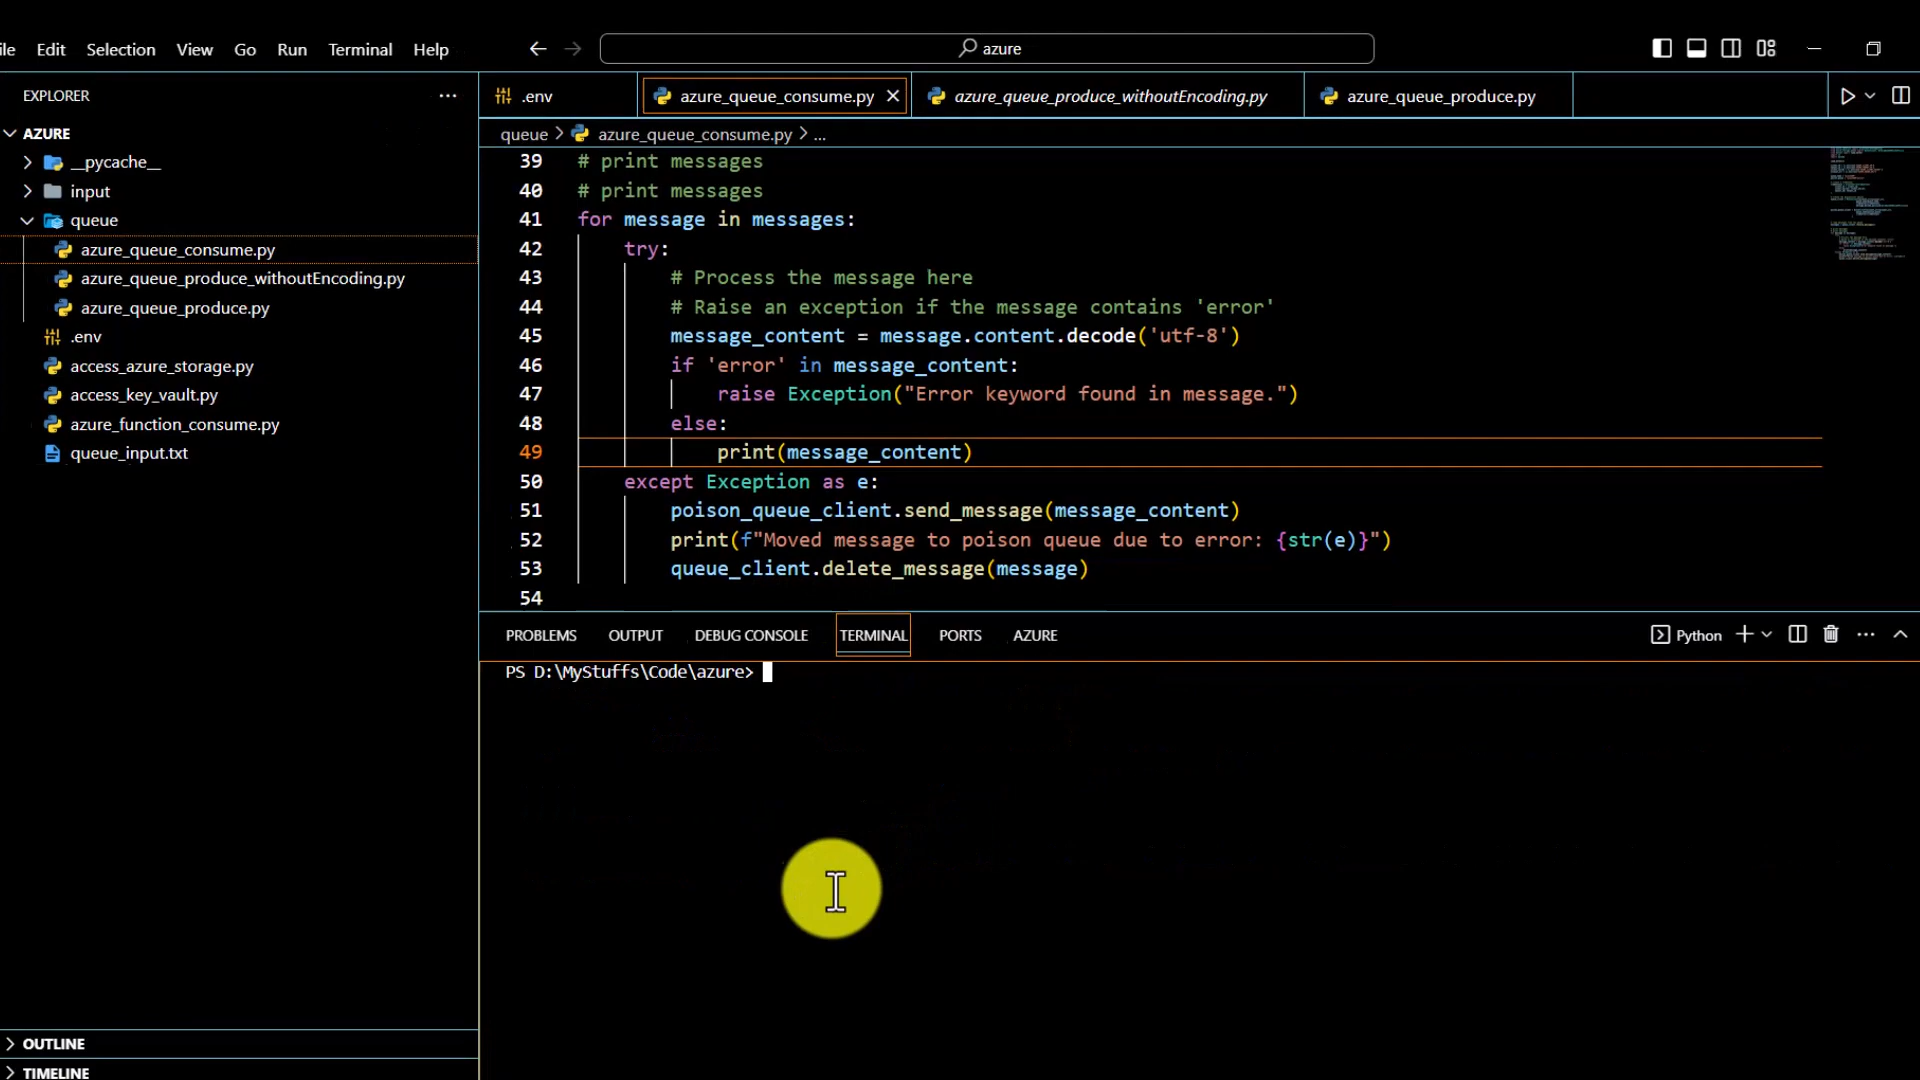 ile Edit Selection View Go Run Terminal Help
azure
EXPLORER
AZURE
__pycache__
input
queue
azure_queue_consume.py
azure_queue_produce_withoutEncoding.py
azure_queue_produce.py
.env
access_azure_storage.py
access_key_vault.py
azure_function_consume.py
queue_input.txt
OUTLINE
TIMELINE
.env azure_queue_consume.py azure_queue_produce_withoutEncoding.py azure_queue_produce.py
queue > azure_queue_consume.py > ...
39 # print messages
40 # print messages
41 for message in messages:
42 try:
43 # Process the message here
44 # Raise an exception if the message contains 'error'
45 message_content = message.content.decode('utf-8')
46 if 'error' in message_content:
47 raise Exception("Error keyword found in message.")
48 else:
49 print(message_content)
50 except Exception as e:
51 poison_queue_client.send_message(message_content)
52 print(f"Moved message to poison queue due to error: {str(e)}")
53 queue_client.delete_message(message)
54
PROBLEMS OUTPUT DEBUG CONSOLE TERMINAL PORTS AZURE
Python
PS D:\MyStuffs\Code\azure>